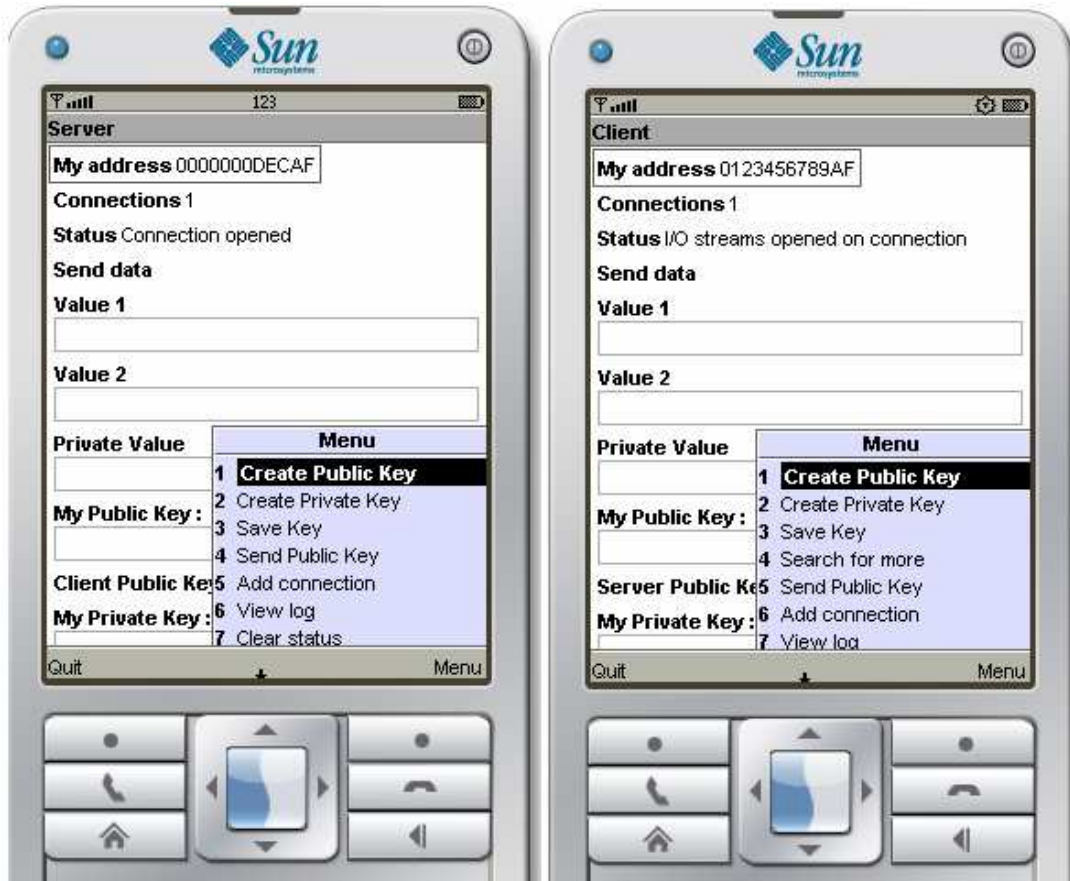 Sun
microsystems
123
Server
My address 0000000DECAF
Connections 1
Status Connection opened
Send data
Value 1
Value 2
Private Value
My Public Key :
Client Public Key
My Private Key :
Menu
1 Create Public Key
2 Create Private Key
3 Save Key
4 Send Public Key
5 Add connection
6 View log
7 Clear status
Quit
Menu
Sun
microsystems
Client
My address 0123456789AF
Connections 1
Status I/O streams opened on connection
Send data
Value 1
Value 2
Private Value
My Public Key :
Server Public Ke
My Private Key :
Menu
1 Create Public Key
2 Create Private Key
3 Save Key
4 Search for more
5 Send Public Key
6 Add connection
7 View log
Quit
Menu